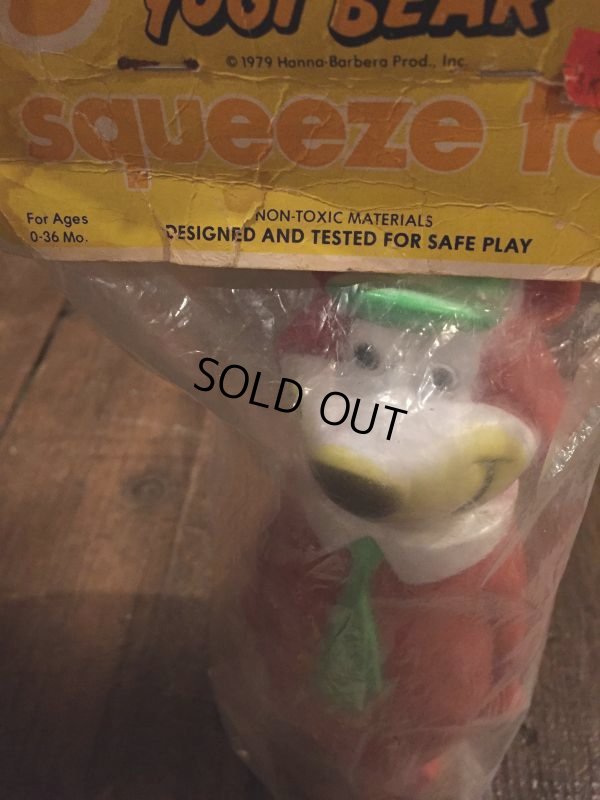 YOGI BEAR
© 1979 Hanna-Barbera Prod., Inc.
squeeze to
For Ages
0-36 Mo.
NON-TOXIC MATERIALS
DESIGNED AND TESTED FOR SAFE PLAY
SOLD OUT